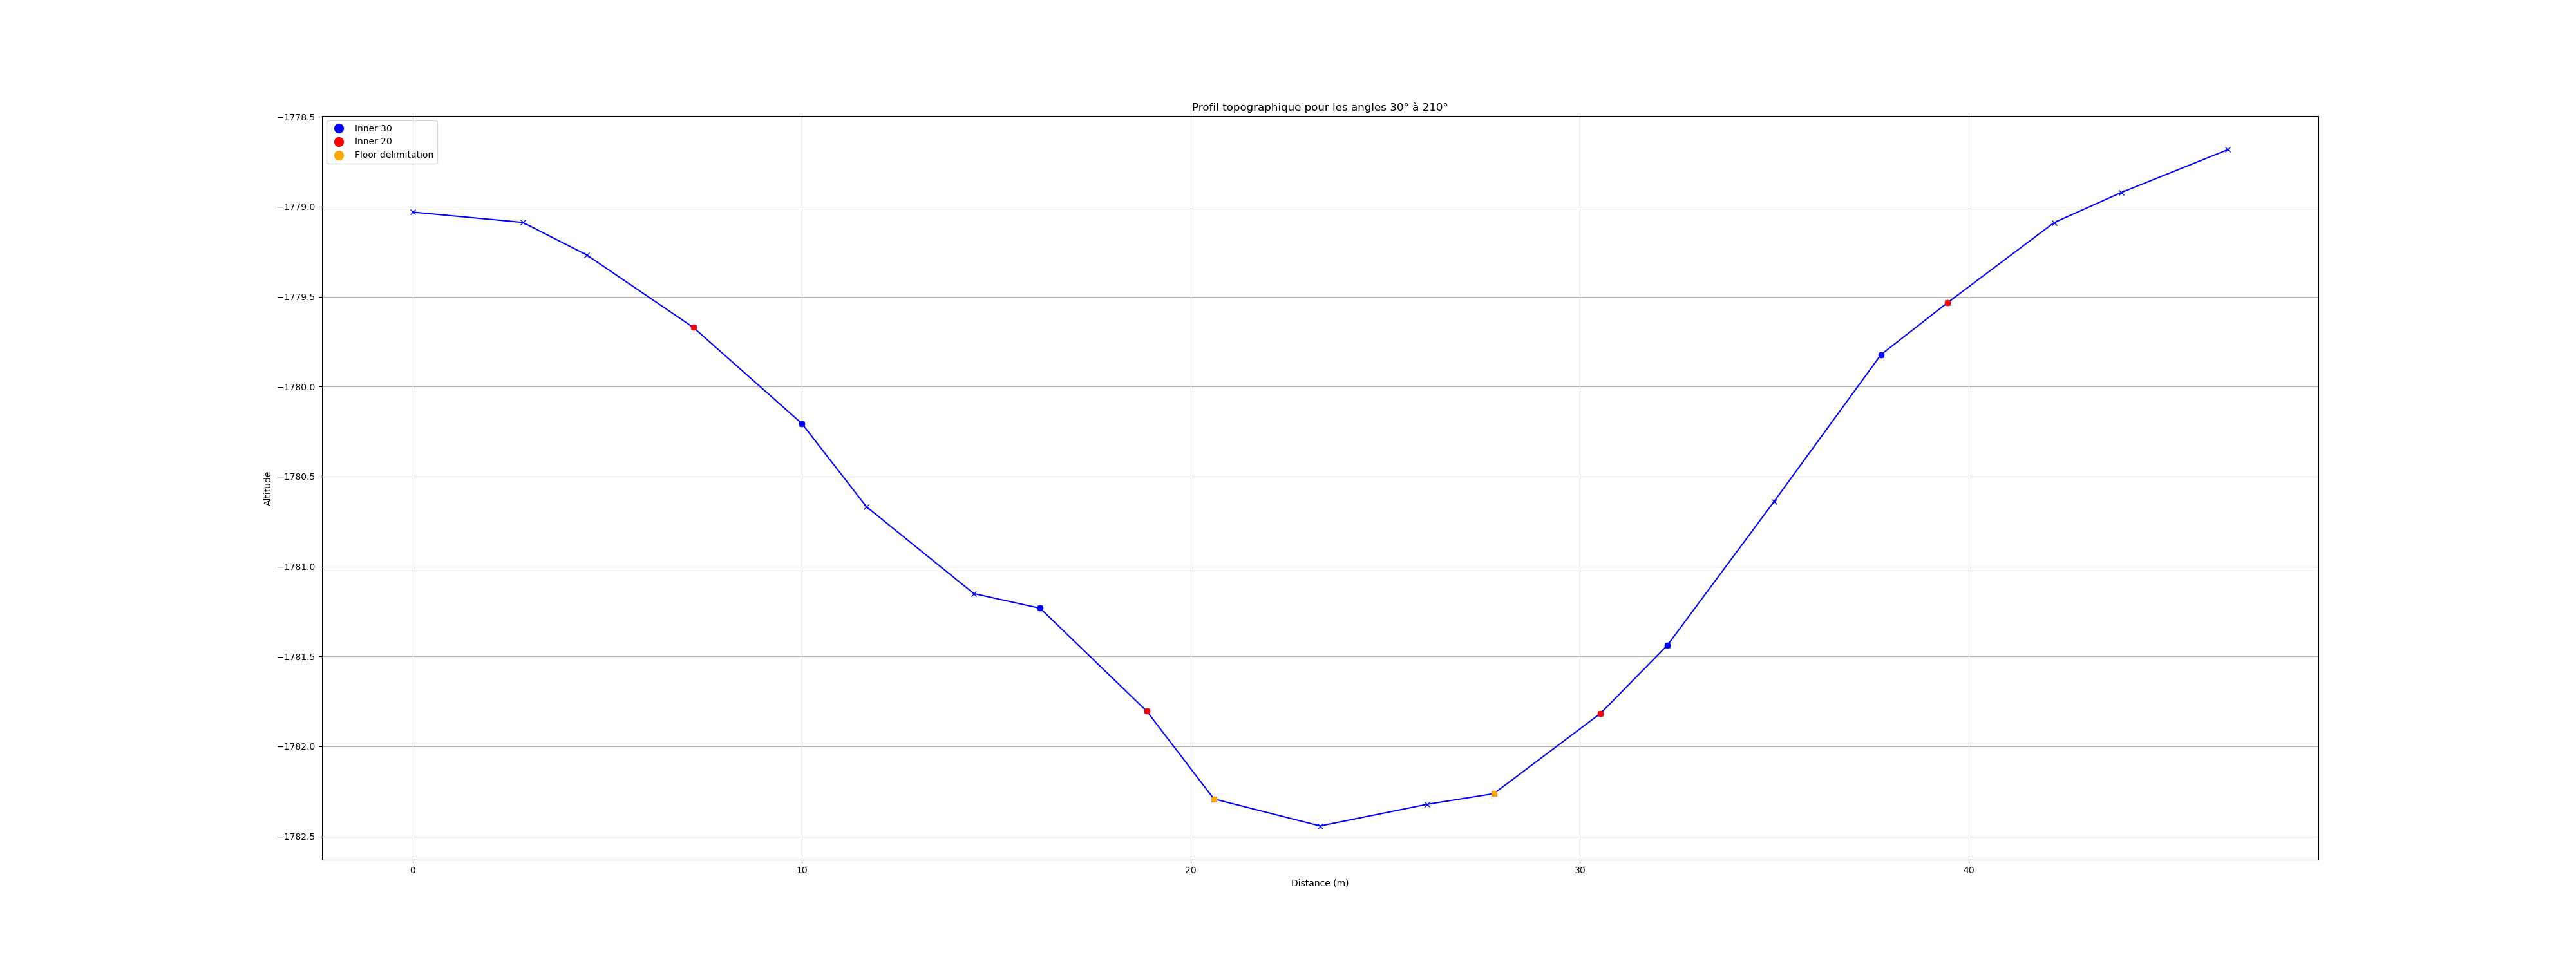 Profil topographique pour les angles 30° à 210°
Inner 30
Inner 20
Floor delimitation
−1778.5
−1779.0
−1779.5
−1780.0
−1780.5
−1781.0
−1781.5
−1782.0
−1782.5
Altitude
0 10 20 30 40
Distance (m)